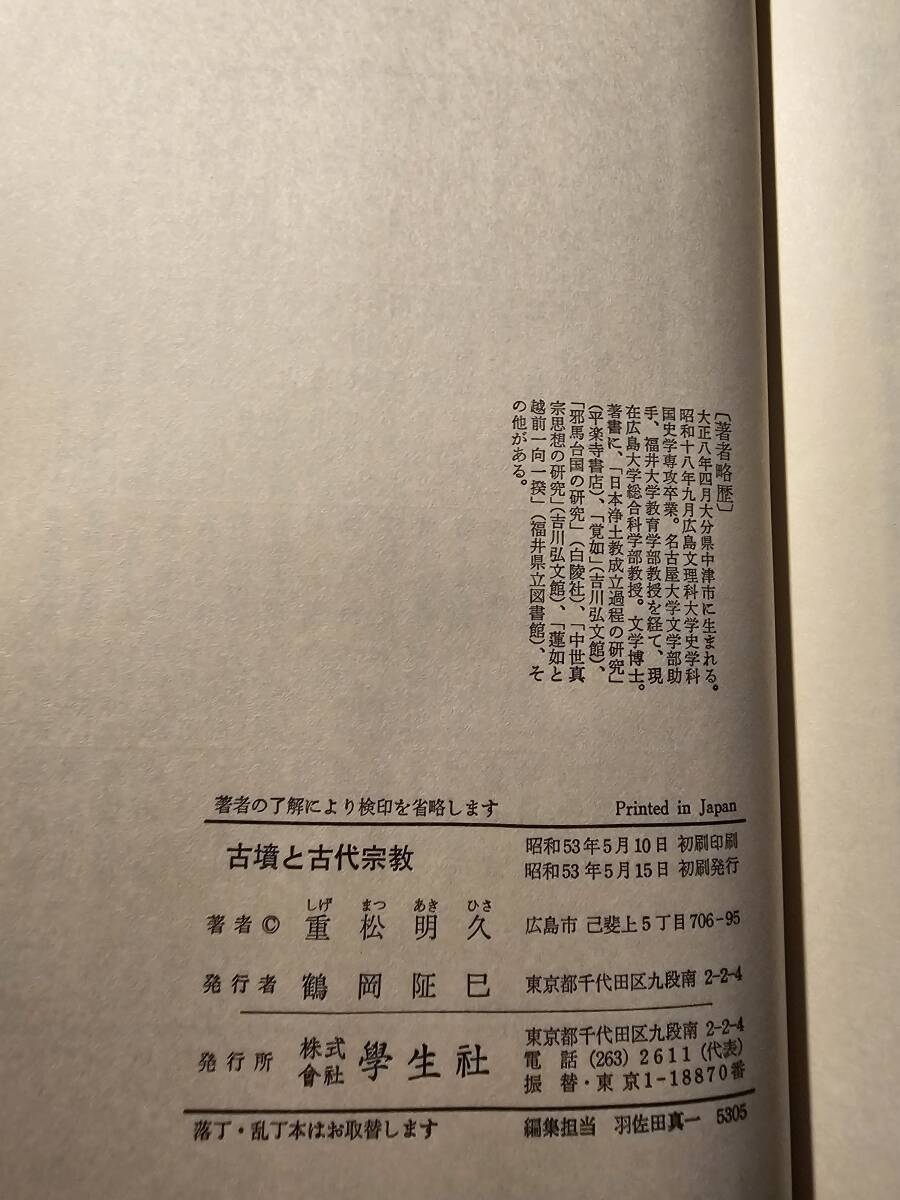 〔著者略歴〕
大正八年四月大分県中津市に生まれる。
昭和十八年九月広島文理科大学史学科
国史学専攻卒業。名古屋大学文学部助
手、福井大学教育学部教授を経て、現
在広島大学総合科学部教授。文学博士。
著書に、「日本浄土教成立過程の研究」
（平楽寺書店）、「覚如」（吉川弘文館）、
「邪馬台国の研究」（白陵社）、「中世真
宗思想の研究」（吉川弘文館）、「蓮如と
越前一向一揆」（福井県立図書館）、そ
の他がある。
著者の了解により検印を省略します Printed in Japan
古墳と古代宗教
昭和53年5月10日 初刷印刷
昭和53年5月15日 初刷発行
しげ まつ あき ひさ
著者© 重松明久 広島市 己斐上5丁目706-95
発行者 鶴岡阷巳 東京都千代田区九段南 2-2-4
発行所 株式會社 學生社
東京都千代田区九段南 2-2-4
電話 (263) 2611 (代表)
振替・東京1-18870番
落丁・乱丁本はお取替します 編集担当 羽佐田真一 5305